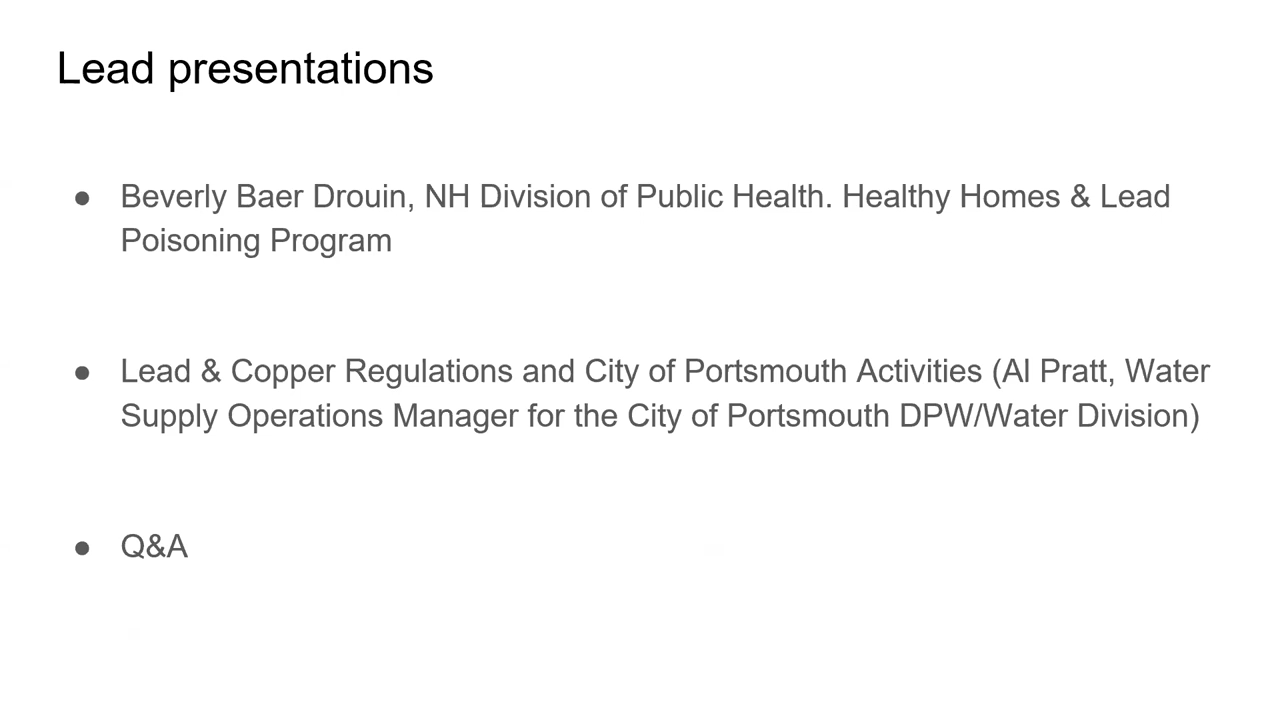 Lead presentations
● Beverly Baer Drouin, NH Division of Public Health. Healthy Homes & Lead
Poisoning Program
● Lead & Copper Regulations and City of Portsmouth Activities (Al Pratt, Water
Supply Operations Manager for the City of Portsmouth DPW/Water Division)
● Q&A